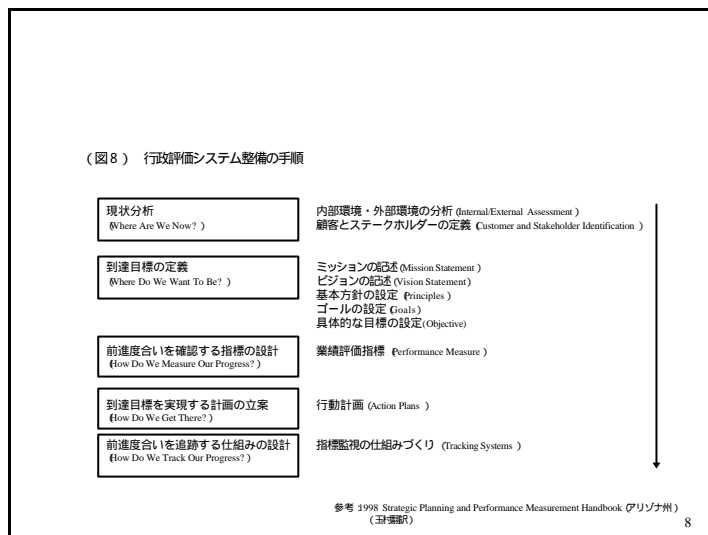 (図8) 行政評価システム整備の手順
現状分析
(Where Are We Now? )
内部環境・外部環境の分析 (Internal/External Assessment )
顧客とステークホルダーの定義 (Customer and Stakeholder Identification )
到達目標の定義
(Where Do We Want To Be? )
ミッションの記述 (Mission Statement )
ビジョンの記述 (Vision Statement )
基本方針の設定 (Principles )
ゴールの設定 (Goals )
具体的な目標の設定 (Objective)
前進度合いを確認する指標の設計
(How Do We Measure Our Progress? )
業績評価指標 (Performance Measure )
到達目標を実現する計画の立案
(How Do We Get There? )
行動計画 (Action Plans )
前進度合いを追跡する仕組みの設計
(How Do We Track Our Progress? )
指標監視の仕組みづくり (Tracking Systems )
参考:1998 Strategic Planning and Performance Measurement Handbook (アリゾナ州)
(玉村翻訳)
8